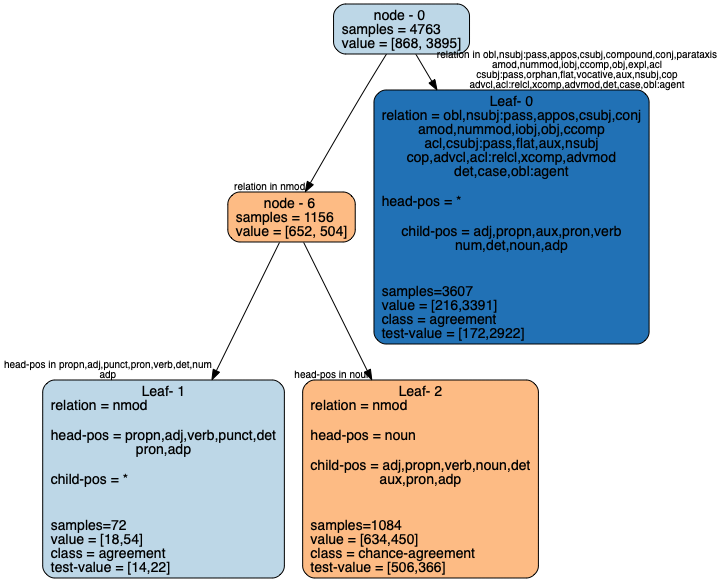 node - 0
samples = 4763
value = [868, 3895]
relation in obl,nsubj:pass,appos,csubj,compound,conj,parataxis
amod,nummod,iobj,ccomp,obj,expl,acl
csubj:pass,orphan,flat,vocative,aux,nsubj,cop
advcl,acl:relcl,xcomp,advmod,det,case,obl:agent
Leaf- 0
relation = obl,nsubj:pass,appos,csubj,conj
amod,nummod,iobj,obj,ccomp
acl,csubj:pass,flat,aux,nsubj
cop,advcl,acl:relcl,xcomp,advmod
det,case,obl:agent
head-pos = *
child-pos = adj,propn,aux,pron,verb
num,det,noun,adp
samples=3607
value = [216,3391]
class = agreement
test-value = [172,2922]
relation in nmod
node - 6
samples = 1156
value = [652, 504]
head-pos in propn,adj,punct,pron,verb,det,num
adp
Leaf- 1
relation = nmod
head-pos = propn,adj,verb,punct,det
pron,adp
child-pos = *
samples=72
value = [18,54]
class = agreement
test-value = [14,22]
head-pos in noun
Leaf- 2
relation = nmod
head-pos = noun
child-pos = adj,propn,verb,noun,det
aux,pron,adp
samples=1084
value = [634,450]
class = chance-agreement
test-value = [506,366]